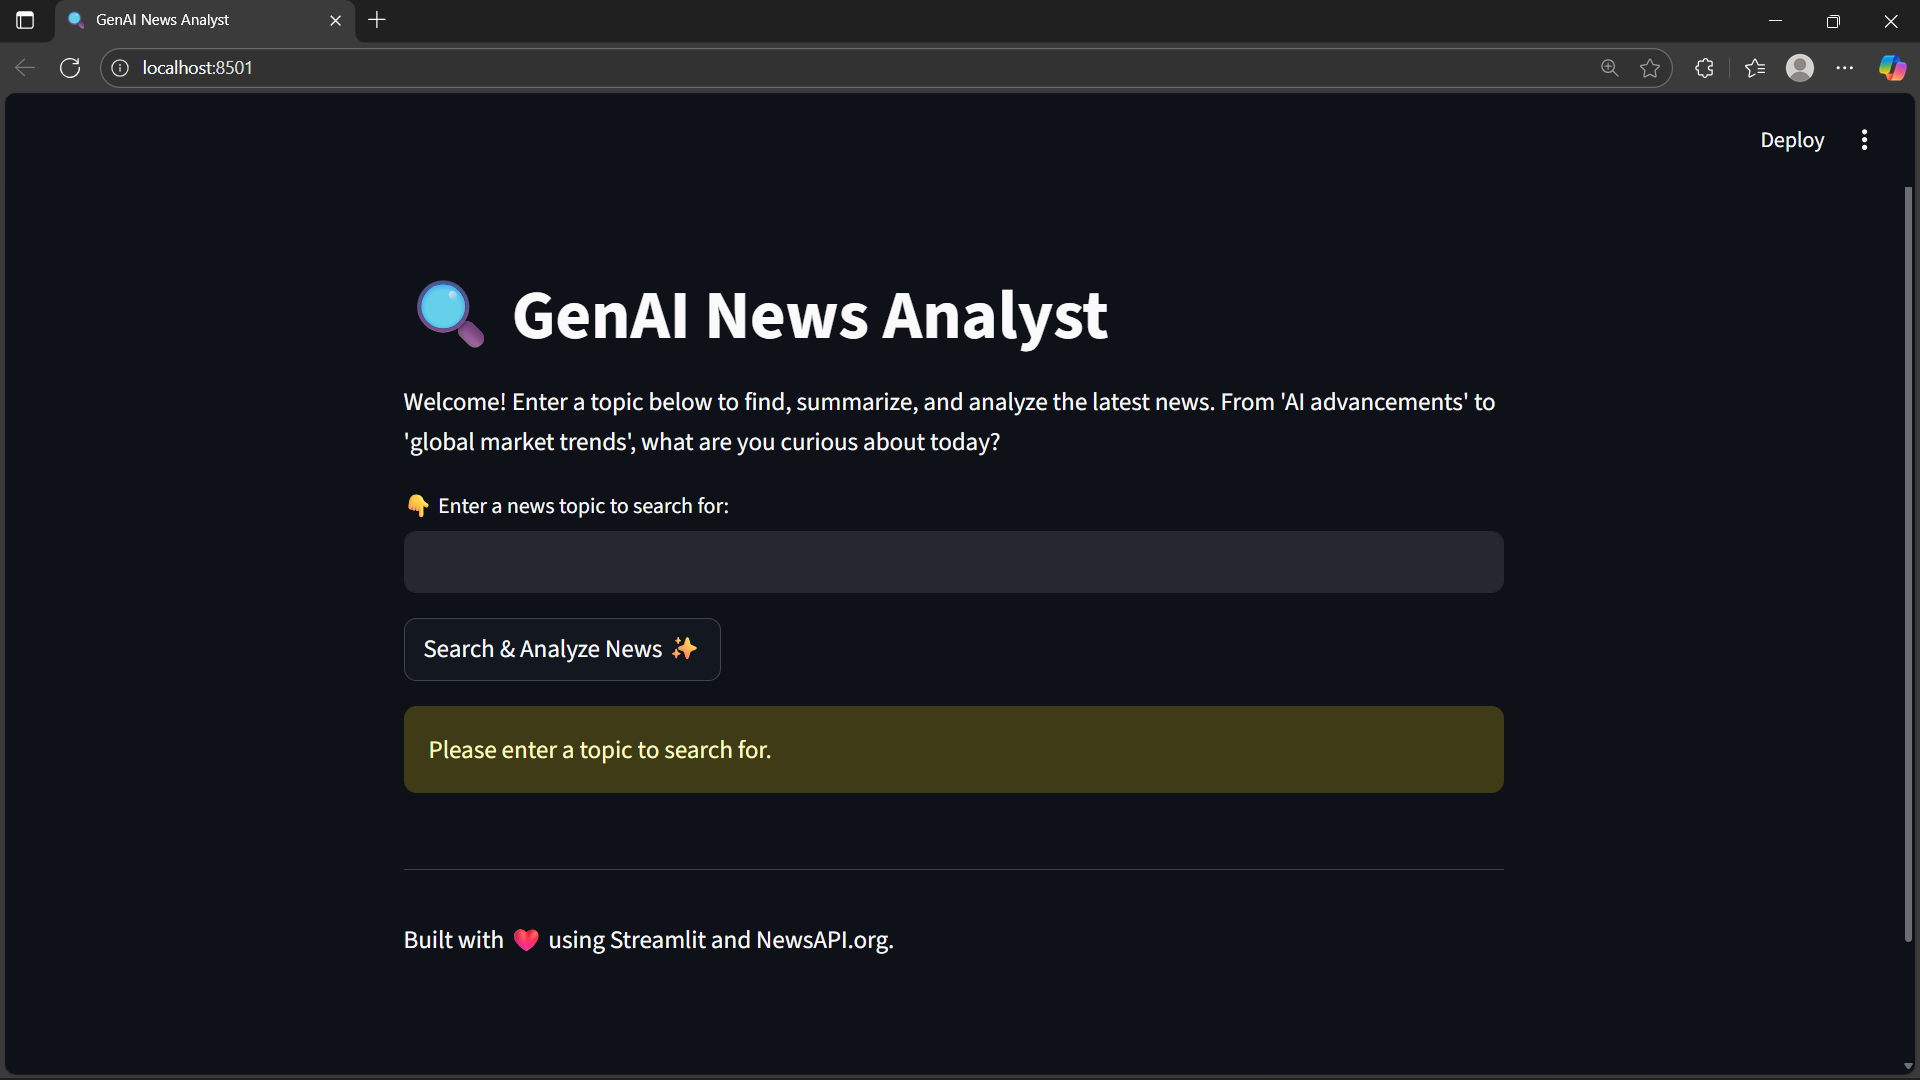 GenAI News Analyst
localhost:8501
Deploy
GenAI News Analyst
Welcome! Enter a topic below to find, summarize, and analyze the latest news. From 'AI advancements' to
'global market trends', what are you curious about today?
👇 Enter a news topic to search for:
Search & Analyze News ✨
Please enter a topic to search for.
Built with ❤️ using Streamlit and NewsAPI.org.